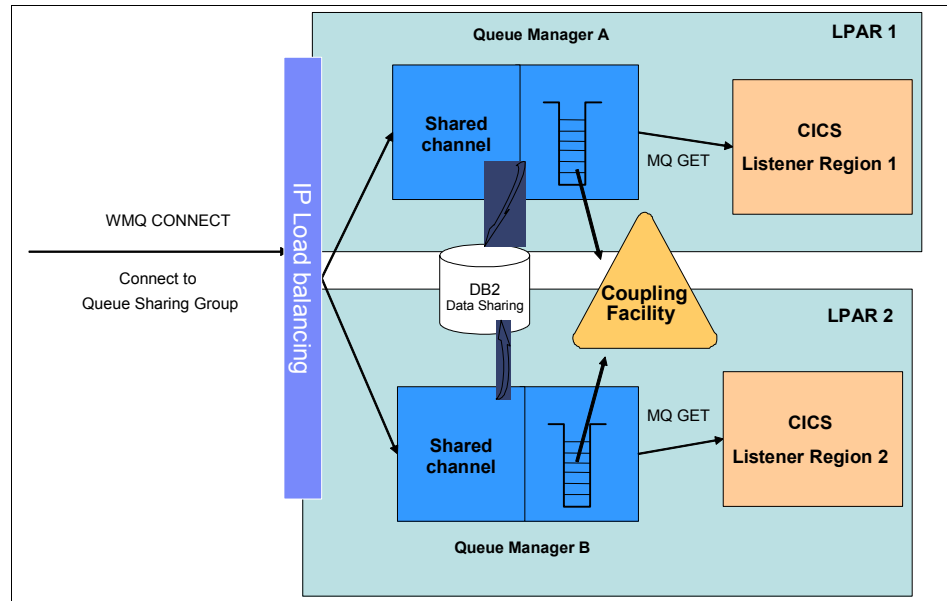 Queue Manager A
LPAR 1
Shared
channel
MQ GET
CICS
Listener Region 1
IP Load balancing
WMQ CONNECT
Connect to
Queue Sharing Group
DB2
Data Sharing
Coupling
Facility
LPAR 2
Shared
channel
MQ GET
CICS
Listener Region 2
Queue Manager B